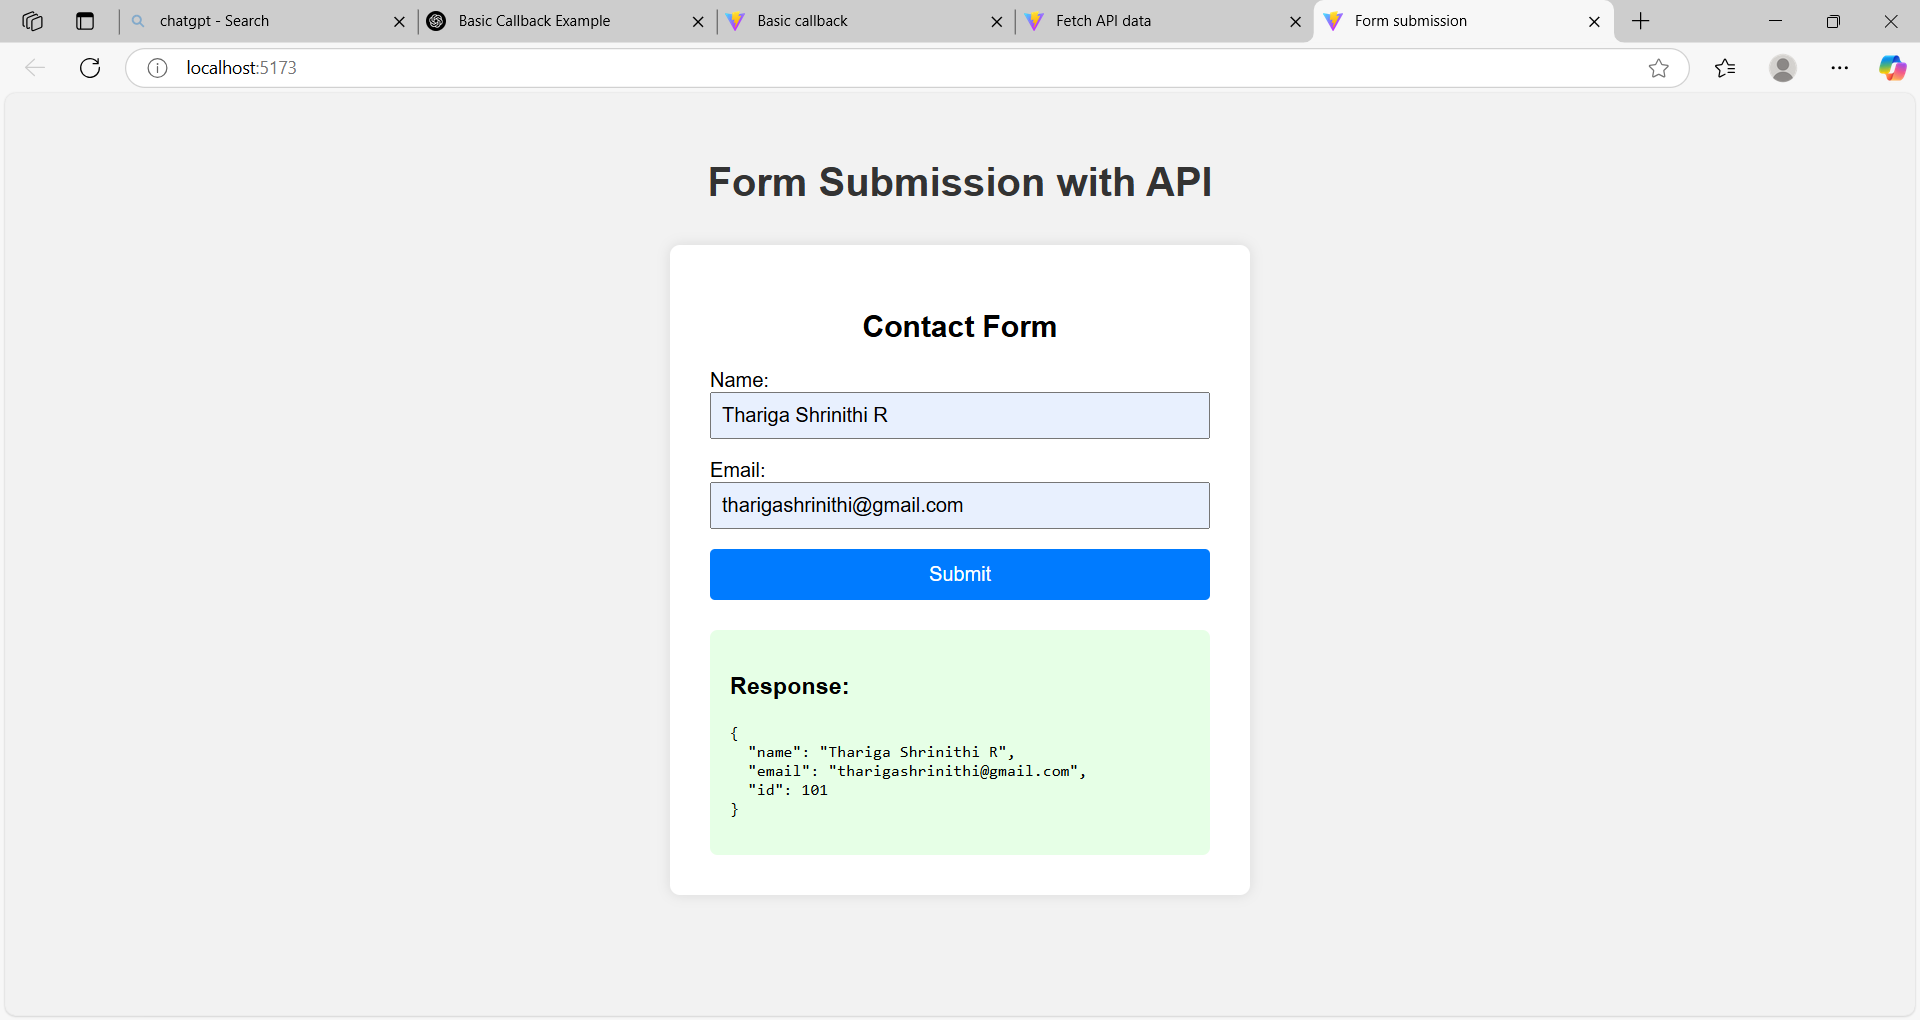 chatgpt - Search
Basic Callback Example
Basic callback
Fetch API data
Form submission
localhost:5173
Form Submission with API
Contact Form
Name:
Thariga Shrinithi R
Email:
tharigashrinithi@gmail.com
Submit
Response:
{
  "name": "Thariga Shrinithi R",
  "email": "tharigashrinithi@gmail.com",
  "id": 101
}